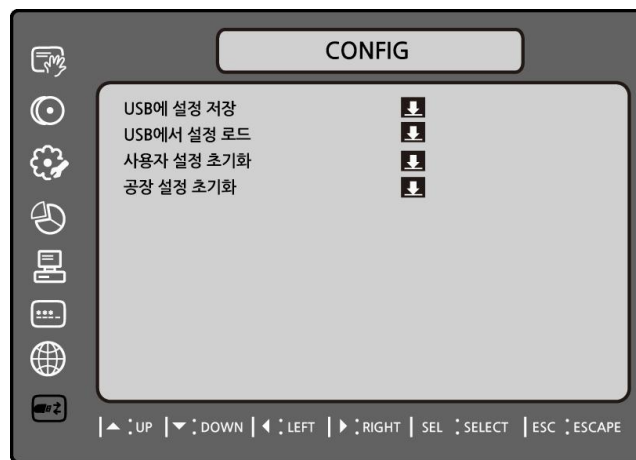 CONFIG
USB에 설정 저장
USB에서 설정 로드
사용자 설정 초기화
공장 설정 초기화
▲ : UP | ▼ : DOWN | ◀ : LEFT | ▶ : RIGHT | SEL : SELECT | ESC : ESCAPE